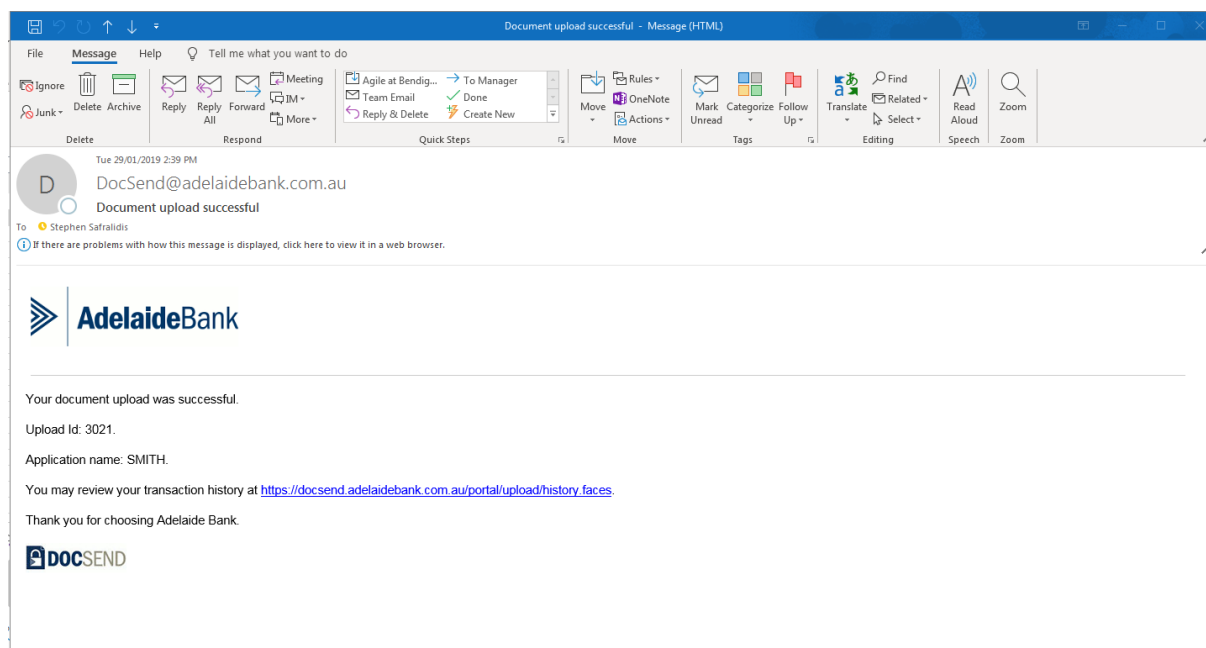 Document upload successful - Message (HTML)
File Message Help Tell me what you want to do
Ignore
Junk
Delete Archive
Reply Reply All Forward
Meeting
IM
More
Agile at Bendig... To Manager
Team Email Done
Reply & Delete Create New
Move
Rules
OneNote
Actions
Mark Unread Categorize Follow Up
Translate
Find
Related
Select
Read Aloud
Zoom
Delete Respond Quick Steps Move Tags Editing Speech Zoom
Tue 29/01/2019 2:39 PM
D
DocSend@adelaidebank.com.au
Document upload successful
To Stephen Safralidis
If there are problems with how this message is displayed, click here to view it in a web browser.
AdelaideBank
Your document upload was successful.
Upload Id: 3021.
Application name: SMITH.
You may review your transaction history at https://docsend.adelaidebank.com.au/portal/upload/history.faces.
Thank you for choosing Adelaide Bank.
DOCSEND